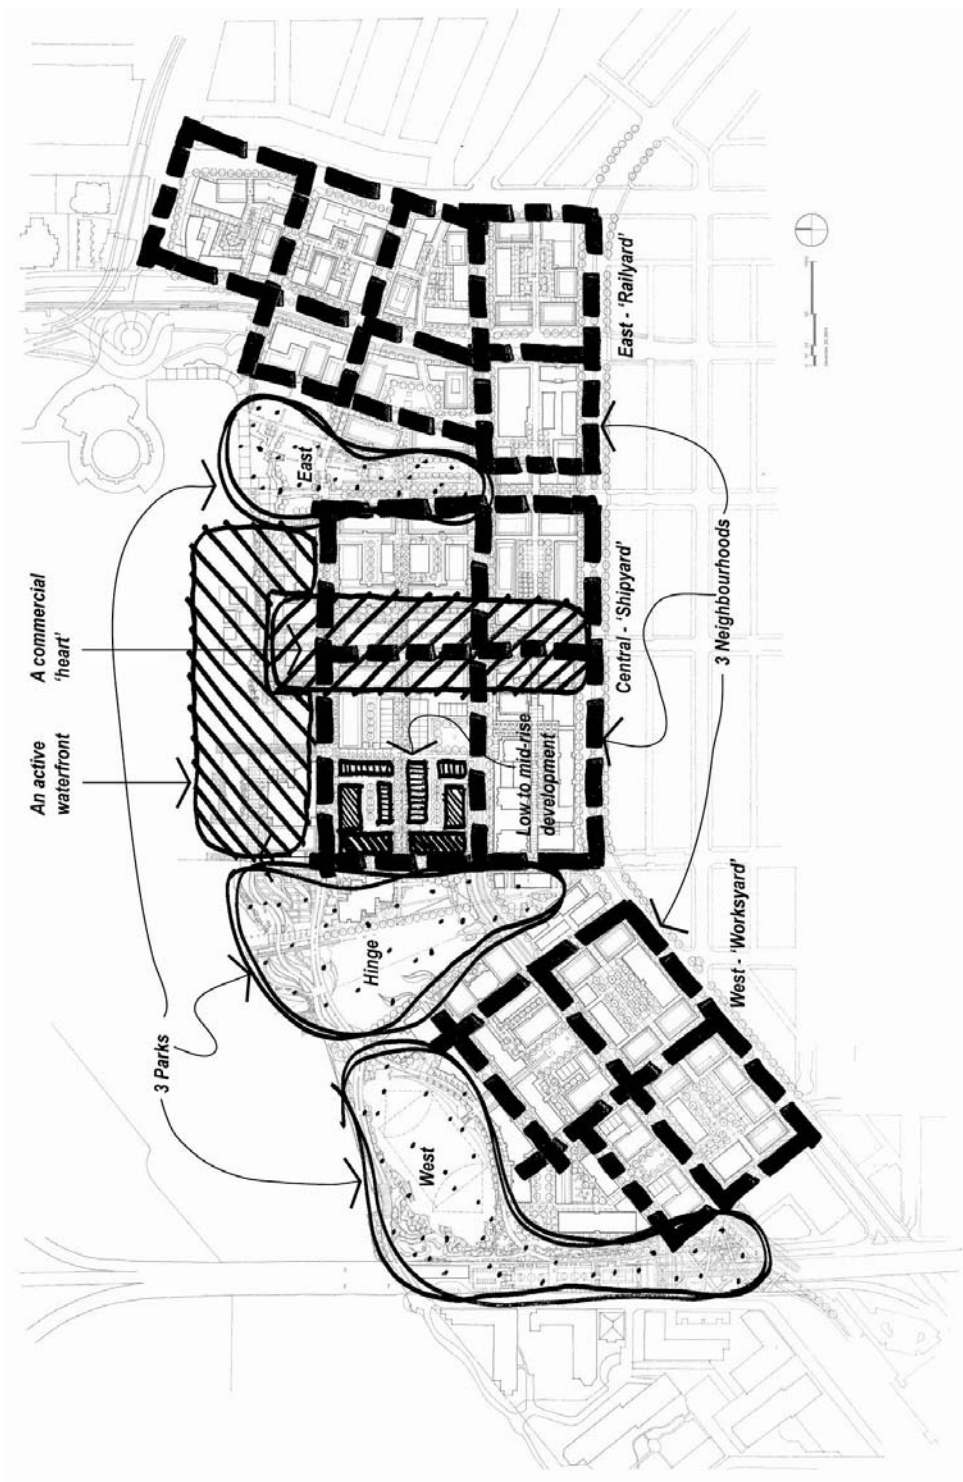 An active
waterfront
A commercial
'heart'
3 Parks
West
Hinge
East
Low to mid-rise
development
West - 'Worksyard'
Central - 'Shipyard'
East - 'Railyard'
3 Neighbourhoods